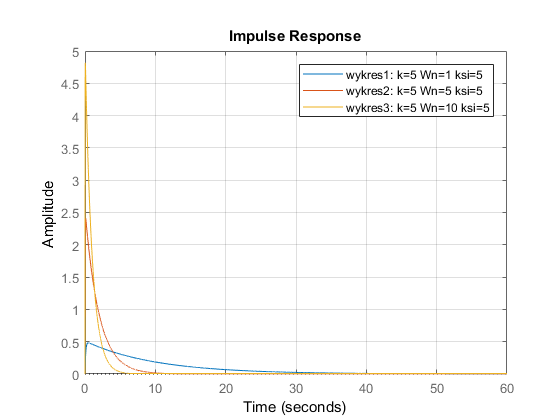 Impulse Response
5
4.5
4
3.5
3
2.5
2
1.5
1
0.5
0
Amplitude
wykres1: k=5 Wn=1 ksi=5
wykres2: k=5 Wn=5 ksi=5
wykres3: k=5 Wn=10 ksi=5
0 10 20 30 40 50 60
Time (seconds)